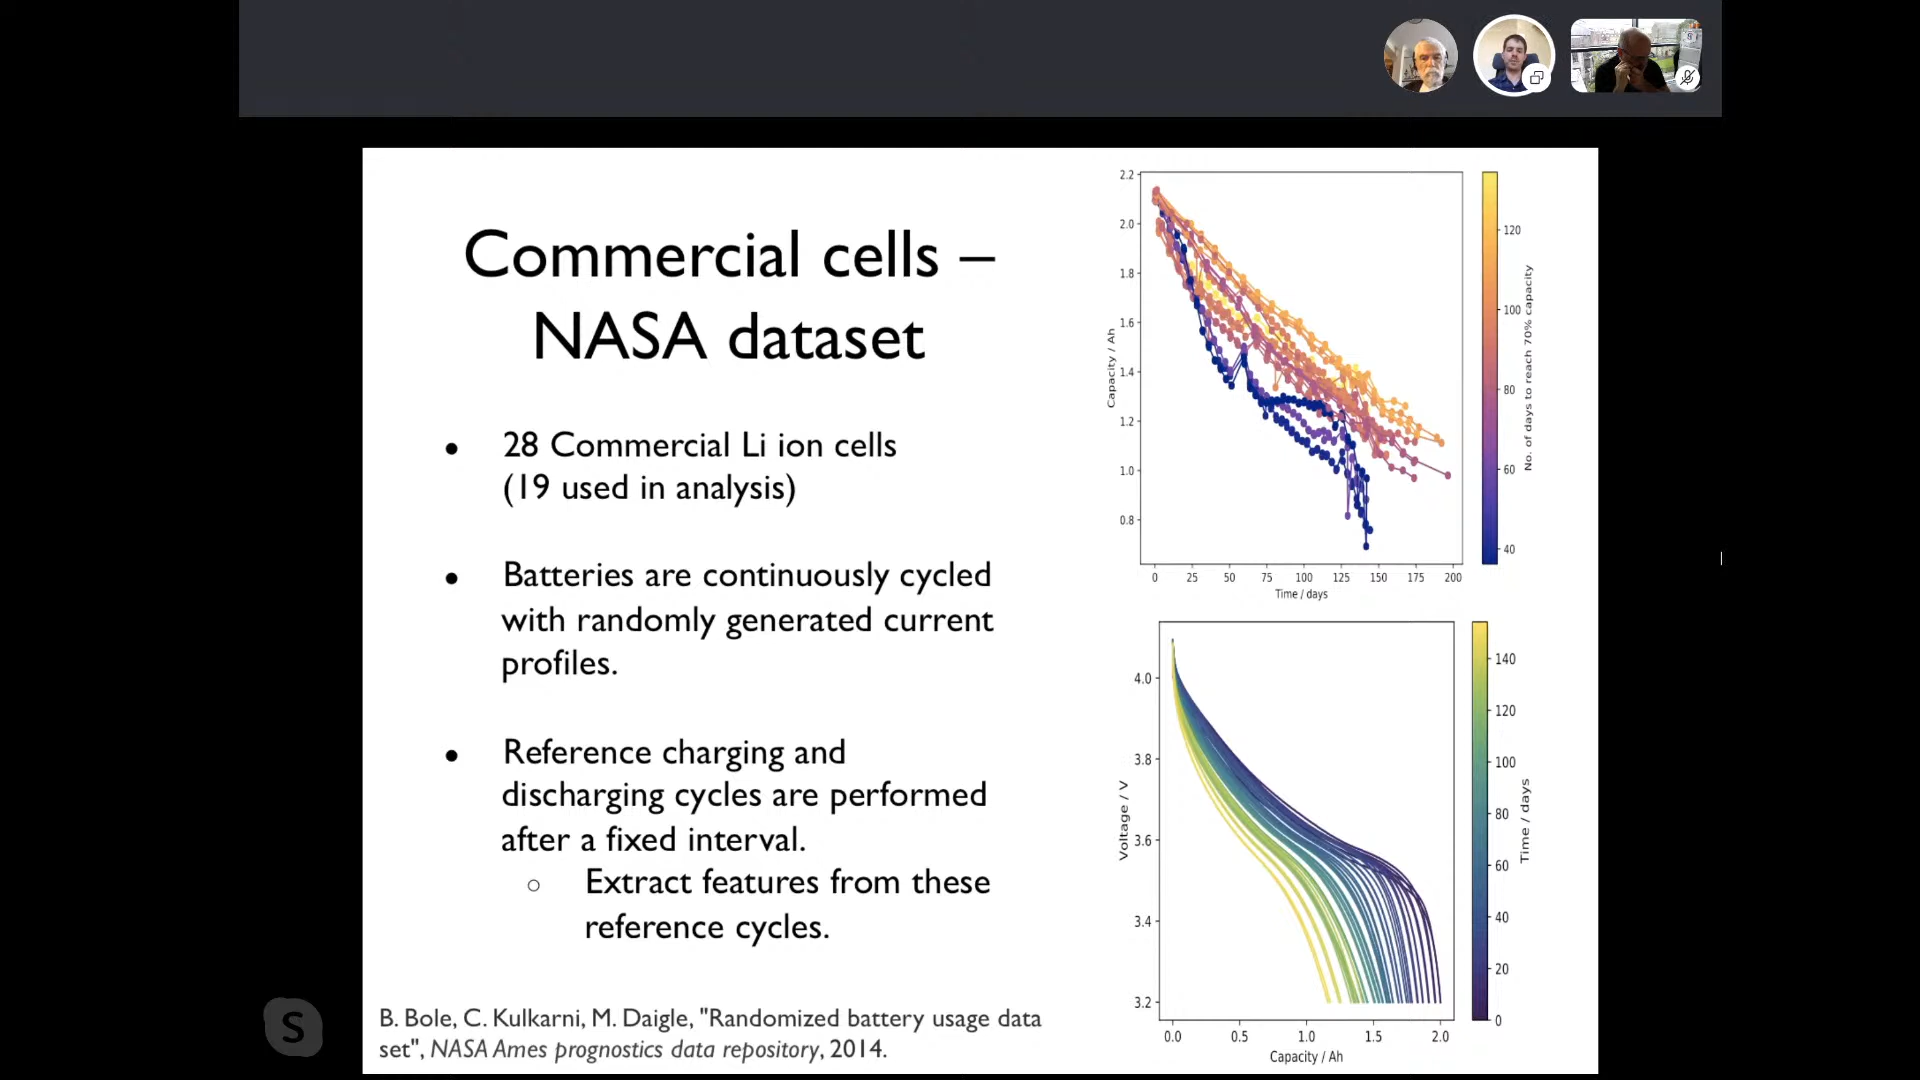 Commercial cells –
NASA dataset
• 28 Commercial Li ion cells
(19 used in analysis)
• Batteries are continuously cycled
with randomly generated current
profiles.
• Reference charging and
discharging cycles are performed
after a fixed interval.
○ Extract features from these
reference cycles.
B. Bole, C. Kulkarni, M. Daigle, "Randomized battery usage data
set", NASA Ames prognostics data repository, 2014.
2.2
2.0
1.8
1.6
1.4
1.2
1.0
0.8
Capacity / Ah
0 25 50 75 100 125 150 175 200
Time / days
120
100
80
60
40
No. of days to reach 70% capacity
4.0
3.8
3.6
3.4
3.2
Voltage / V
0.0 0.5 1.0 1.5 2.0
Capacity / Ah
140
120
100
80
60
40
20
0
Time / days
S